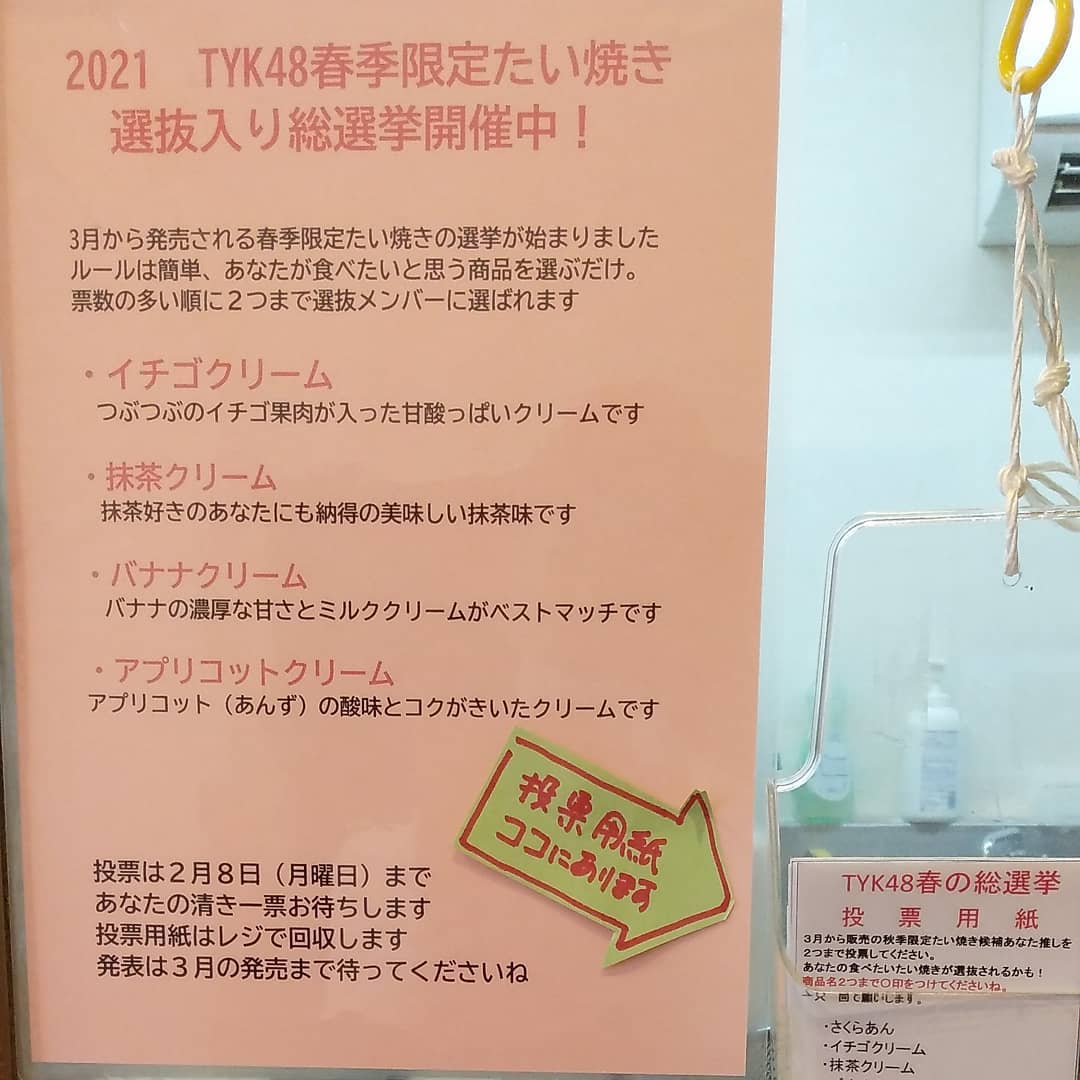 2021　TYK48春季限定たい焼き
選抜入り総選挙開催中！
3月から発売される春季限定たい焼きの選挙が始まりました
ルールは簡単、あなたが食べたいと思う商品を選ぶだけ。
票数の多い順に２つまで選抜メンバーに選ばれます
・イチゴクリーム
つぶつぶのイチゴ果肉が入った甘酸っぱいクリームです
・抹茶クリーム
抹茶好きのあなたにも納得の美味しい抹茶味です
・バナナクリーム
バナナの濃厚な甘さとミルククリームがベストマッチです
・アプリコットクリーム
アプリコット（あんず）の酸味とコクがきいたクリームです
投票用紙
ココにあります
投票は２月８日（月曜日）まで
あなたの清き一票お待ちします
投票用紙はレジで回収します
発表は３月の発売まで待ってくださいね
TYK48春の総選挙
投票用紙
３月から販売の秋季限定たい焼き候補あなた推しを
２つまで投票してください。
あなたの食べたいたい焼きが選抜されるかも！
商品名2つまで〇印をつけてくださいね。
・さくらあん
・イチゴクリーム
・抹茶クリーム